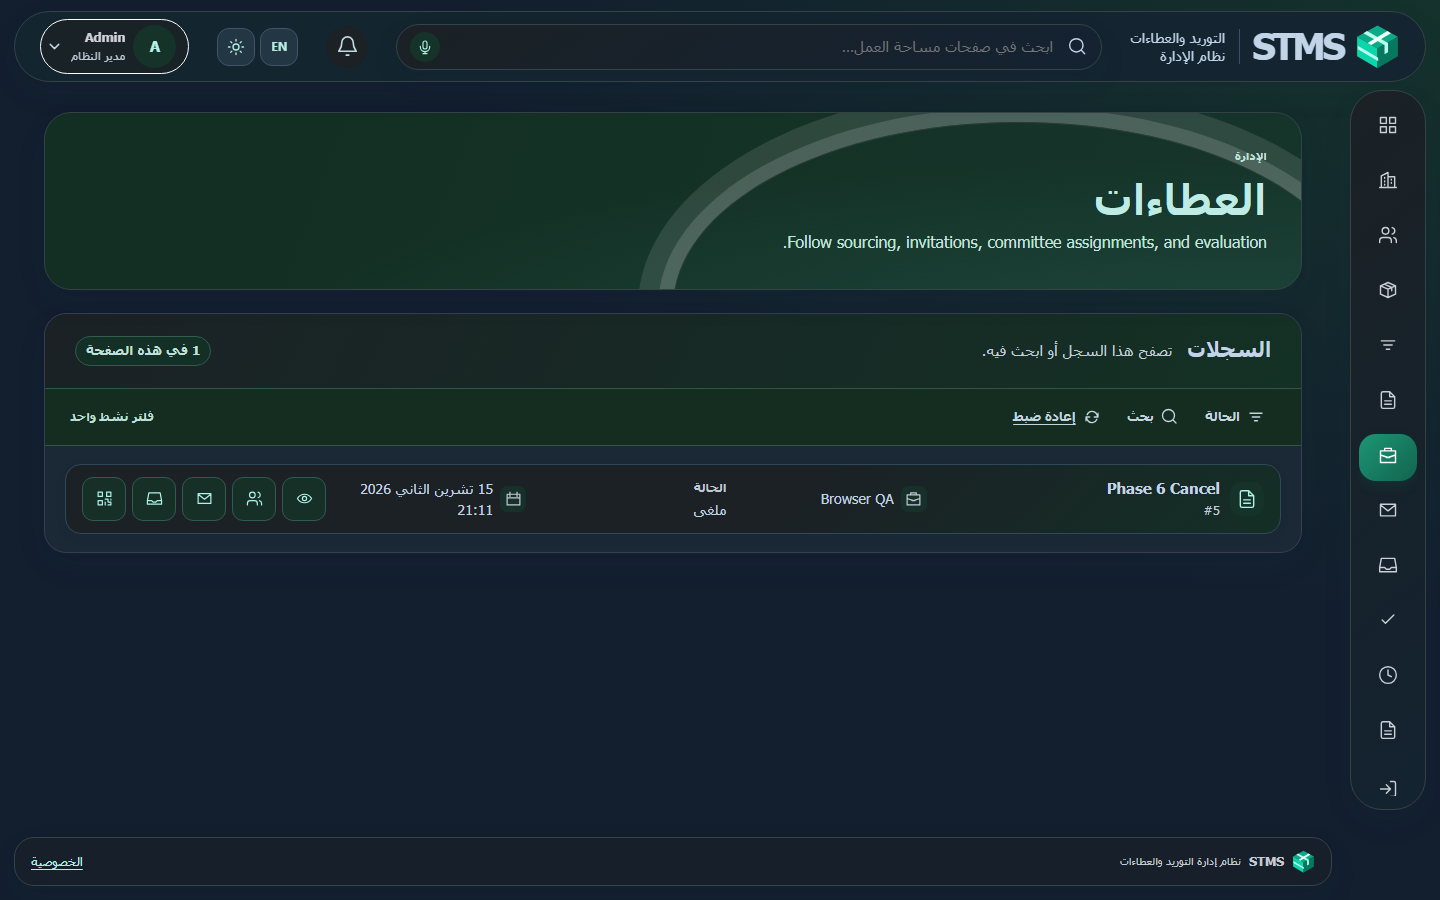 STMS
التوريد والعطاءات
نظام الإدارة
ابحث في صفحات مساحة العمل...
EN
A
Admin
مدير النظام
الإدارة
العطاءات
Follow sourcing, invitations, committee assignments, and evaluation.
السجلات
تصفح هذا السجل أو ابحث فيه.
1 في هذه الصفحة
الحالة
بحث
إعادة ضبط
فلتر نشط واحد
Phase 6 Cancel
#5
Browser QA
الحالة
ملغى
15 تشرين الثاني 2026
21:11
STMS
نظام إدارة التوريد والعطاءات
الخصوصية